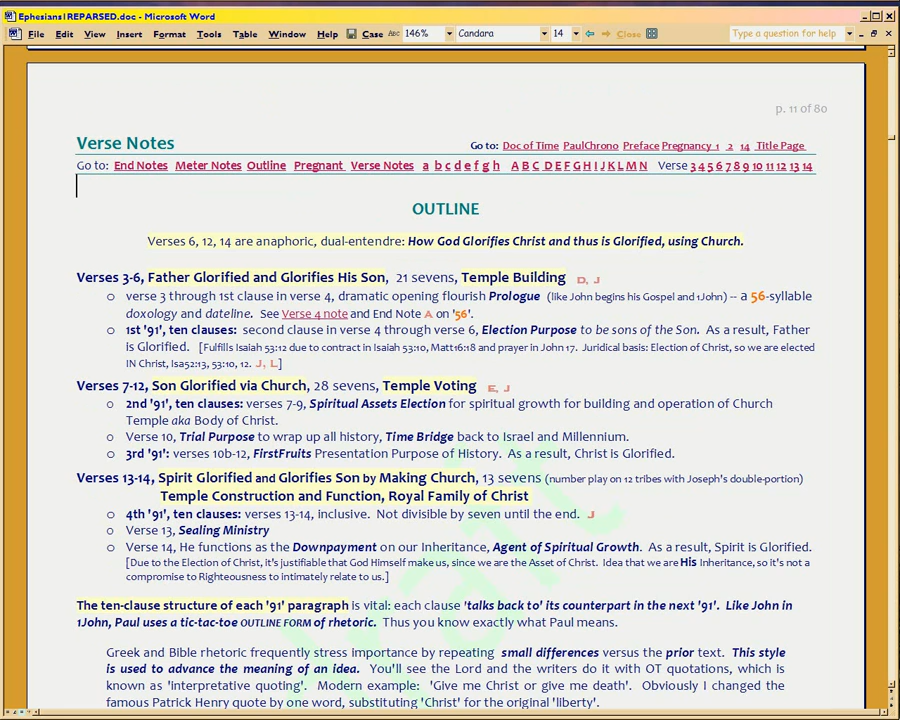 Ephesians1REPARSED.doc - Microsoft Word
File Edit View Insert Format Tools Table Window Help Case ABC 146% Candara 14 Close Type a question for help
p. 11 of 80
Verse Notes Go to: Doc of Time PaulChrono Preface Pregnancy 1 2 14 Title Page
Go to: End Notes Meter Notes Outline Pregnant Verse Notes a b c d e f g h A B C D E F G H I J K L M N Verse 3 4 5 6 7 8 9 10 11 12 13 14
OUTLINE
Verses 6, 12, 14 are anaphoric, dual-entendre: How God Glorifies Christ and thus is Glorified, using Church.
Verses 3-6, Father Glorified and Glorifies His Son, 21 sevens, Temple Building D, J
o verse 3 through 1st clause in verse 4, dramatic opening flourish Prologue (like John begins his Gospel and 1John) -- a 56-syllable
doxology and dateline. See Verse 4 note and End Note A on '56'.
o 1st '91', ten clauses: second clause in verse 4 through verse 6, Election Purpose to be sons of the Son. As a result, Father
is Glorified. [Fulfills Isaiah 53:12 due to contract in Isaiah 53:10, Matt16:18 and prayer in John 17. Juridical basis: Election of Christ, so we are elected
IN Christ, Isa52:13, 53:10, 12. J, L]
Verses 7-12, Son Glorified via Church, 28 sevens, Temple Voting E, J
o 2nd '91', ten clauses: verses 7-9, Spiritual Assets Election for spiritual growth for building and operation of Church
Temple aka Body of Christ.
o Verse 10, Trial Purpose to wrap up all history, Time Bridge back to Israel and Millennium.
o 3rd '91': verses 10b-12, FirstFruits Presentation Purpose of History. As a result, Christ is Glorified.
Verses 13-14, Spirit Glorified and Glorifies Son by Making Church, 13 sevens (number play on 12 tribes with Joseph's double-portion)
Temple Construction and Function, Royal Family of Christ
o 4th '91', ten clauses: verses 13-14, inclusive. Not divisible by seven until the end. J
o Verse 13, Sealing Ministry
o Verse 14, He functions as the Downpayment on our Inheritance, Agent of Spiritual Growth. As a result, Spirit is Glorified.
[Due to the Election of Christ, it's justifiable that God Himself make us, since we are the Asset of Christ. Idea that we are His Inheritance, so it's not a
compromise to Righteousness to intimately relate to us.]
The ten-clause structure of each '91' paragraph is vital: each clause 'talks back to' its counterpart in the next '91'. Like John in
1John, Paul uses a tic-tac-toe OUTLINE FORM of rhetoric. Thus you know exactly what Paul means.
Greek and Bible rhetoric frequently stress importance by repeating small differences versus the prior text. This style
is used to advance the meaning of an idea. You'll see the Lord and the writers do it with OT quotations, which is
known as 'interpretative quoting'. Modern example: 'Give me Christ or give me death'. Obviously I changed the
famous Patrick Henry quote by one word, substituting 'Christ' for the original 'liberty'.